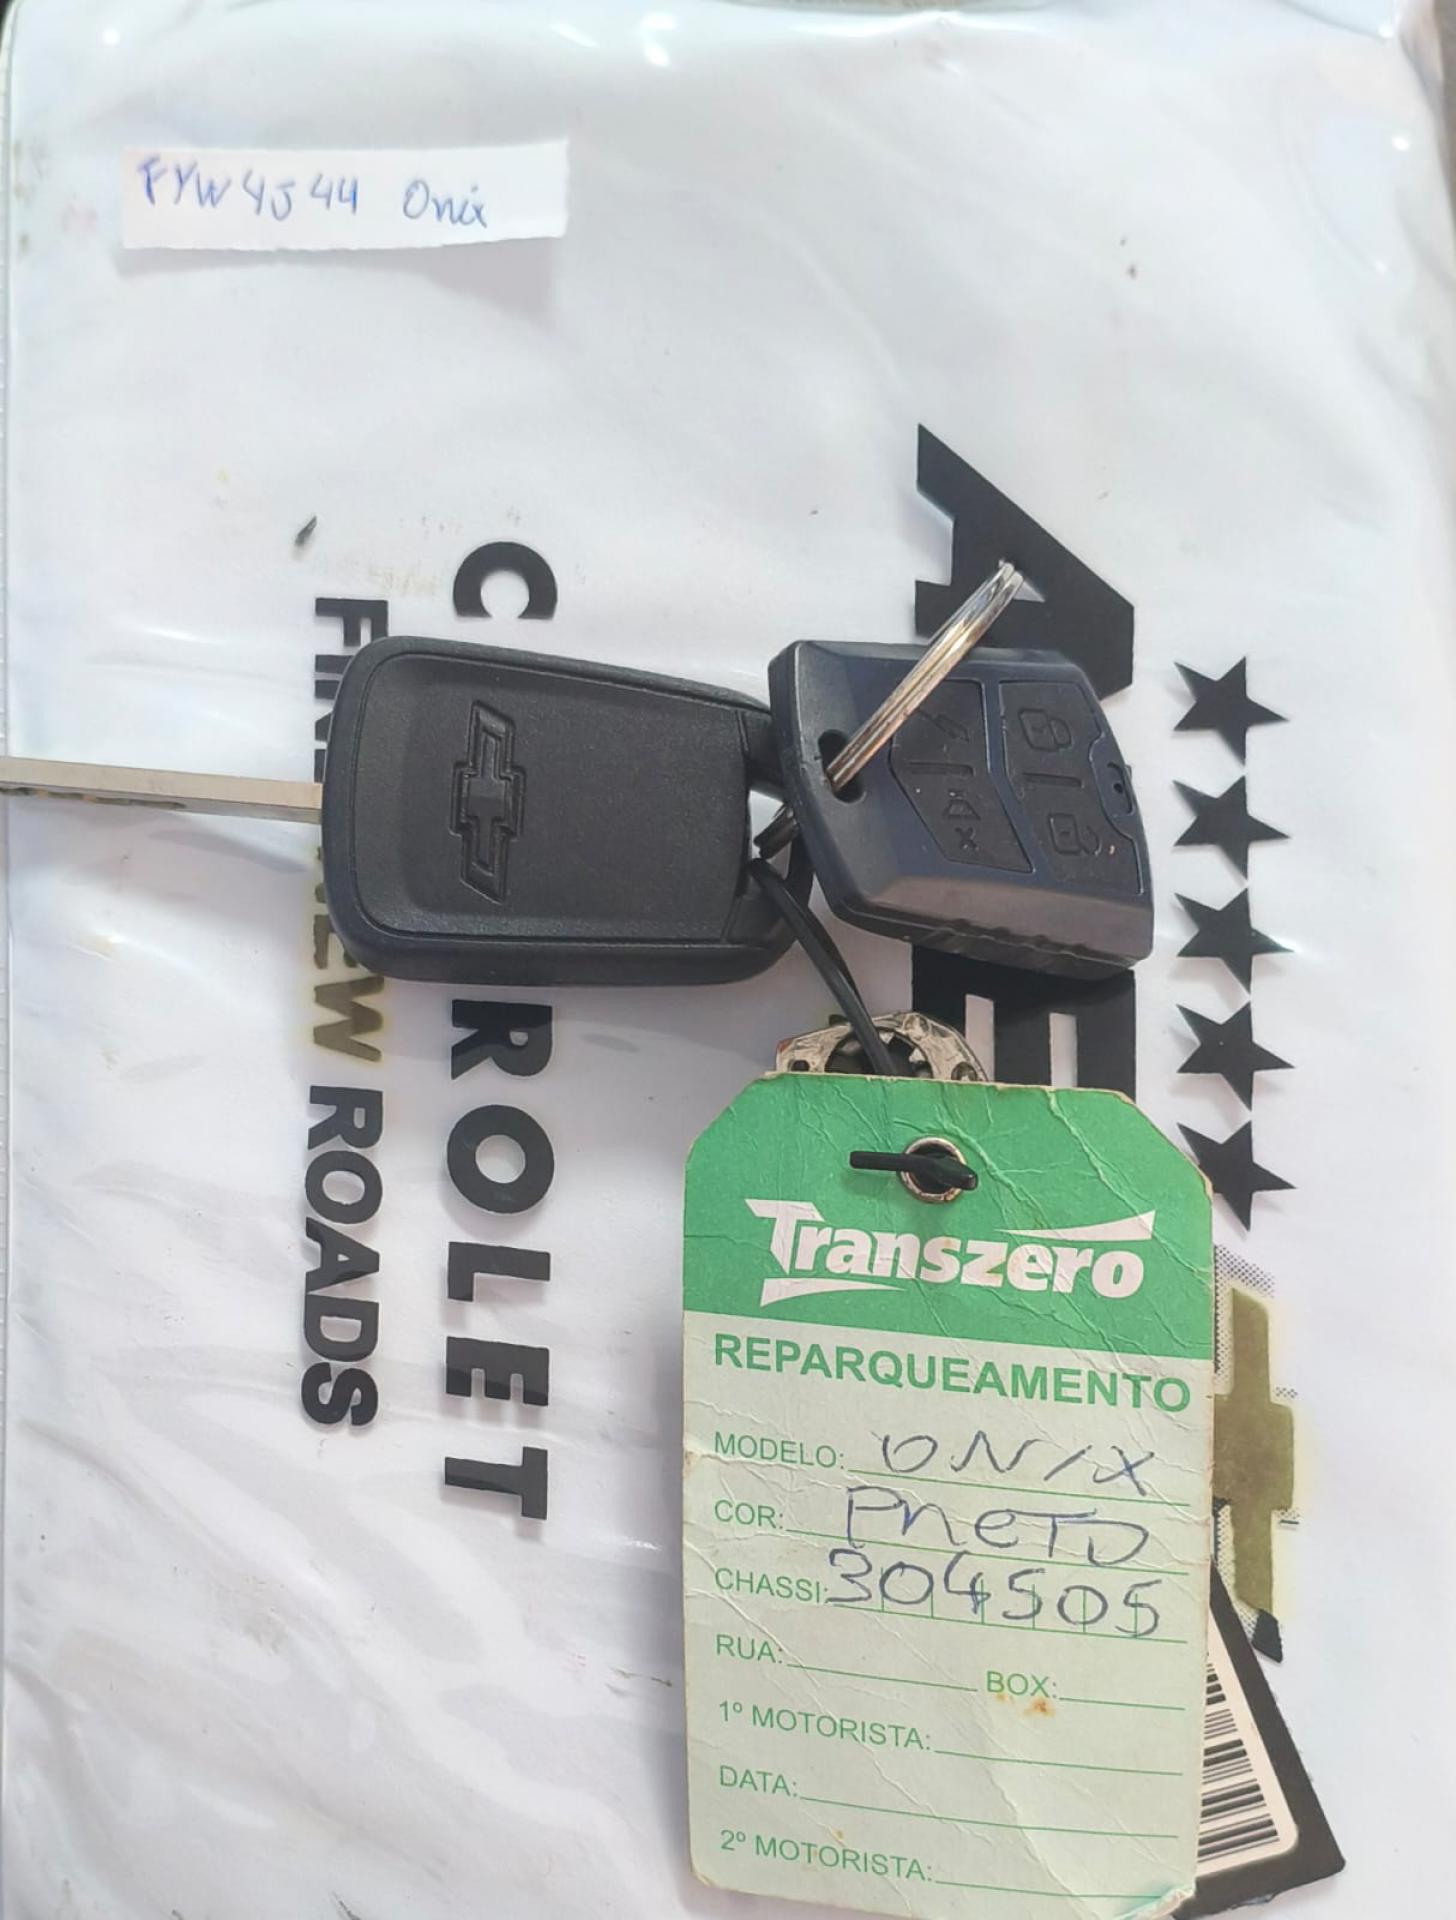 FYW4J44 Onix
CHEVROLET
FIND NEW ROADS
Transzero
REPARQUEAMENTO
MODELO: ONIX
COR: PRETO
CHASSI: 304505
RUA: BOX:
1º MOTORISTA:
DATA:
2º MOTORISTA: